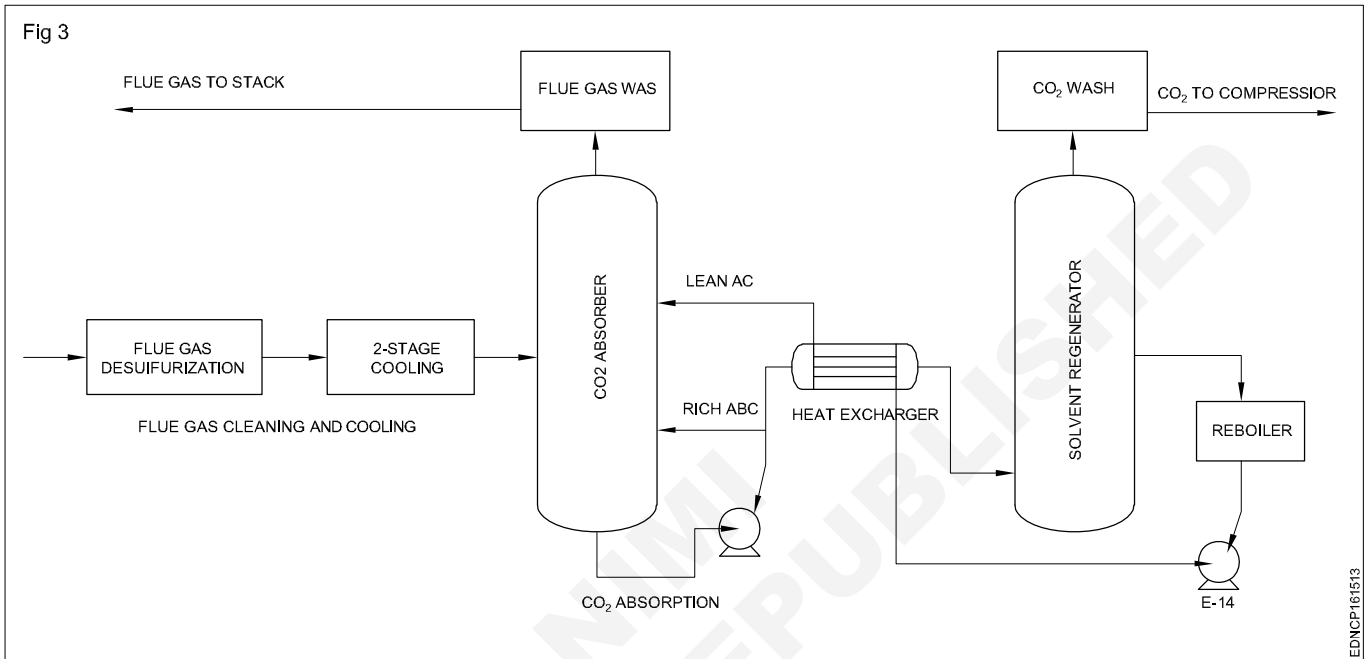 Fig 3
FLUE GAS TO STACK
FLUE GAS WAS
CO₂ WASH
CO₂ TO COMPRESSIOR
FLUE GAS
DESUIFURIZATION
2-STAGE
COOLING
FLUE GAS CLEANING AND COOLING
CO2 ABSORBER
LEAN AC
RICH ABC
HEAT EXCHARGER
SOLVENT REGENERATOR
REBOILER
CO₂ ABSORPTION
E-14
EDNCP161513
NIMI
REPUBLISHED